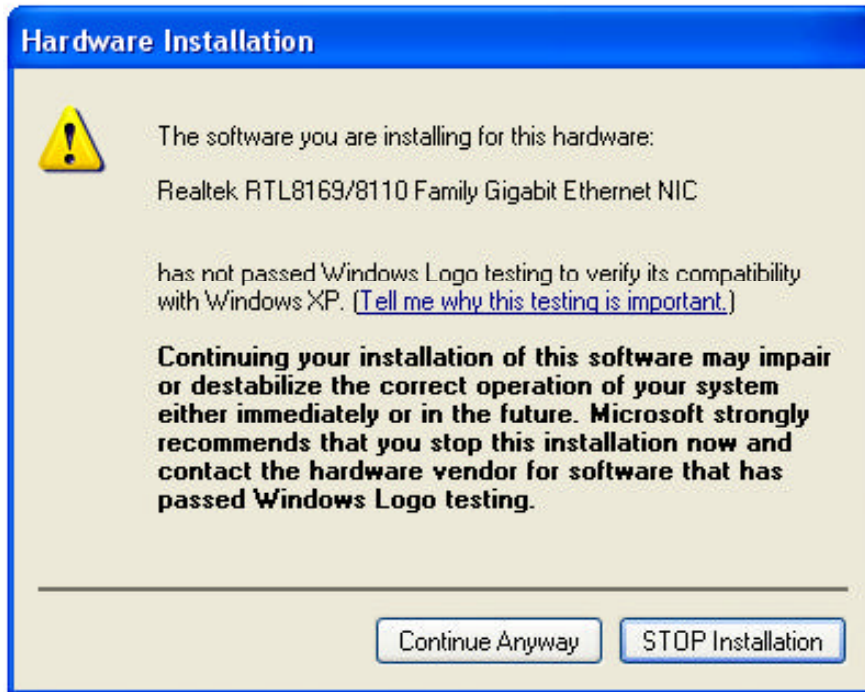 Hardware Installation
The software you are installing for this hardware:
Realtek RTL8169/8110 Family Gigabit Ethernet NIC
has not passed Windows Logo testing to verify its compatibility
with Windows XP. (Tell me why this testing is important.)
Continuing your installation of this software may impair
or destabilize the correct operation of your system
either immediately or in the future. Microsoft strongly
recommends that you stop this installation now and
contact the hardware vendor for software that has
passed Windows Logo testing.
Continue Anyway
STOP Installation